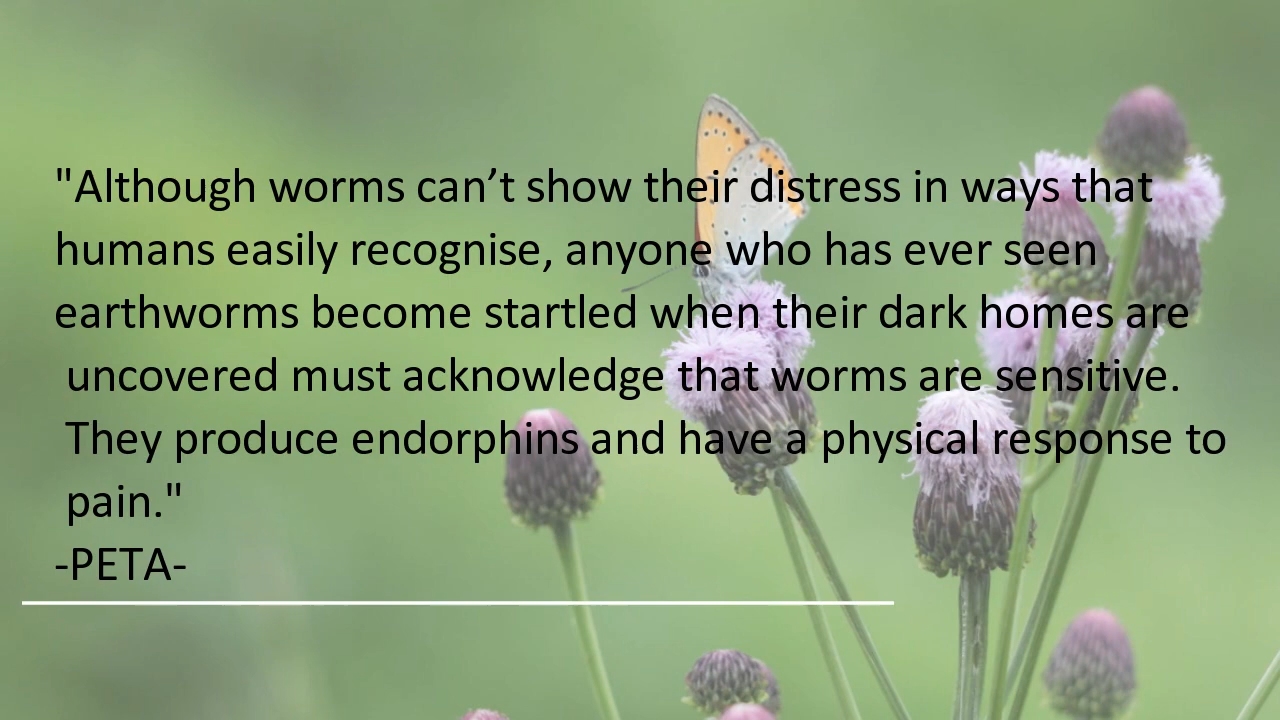 "Although worms can’t show their distress in ways that
humans easily recognise, anyone who has ever seen
earthworms become startled when their dark homes are
uncovered must acknowledge that worms are sensitive.
They produce endorphins and have a physical response to
pain."
-PETA-